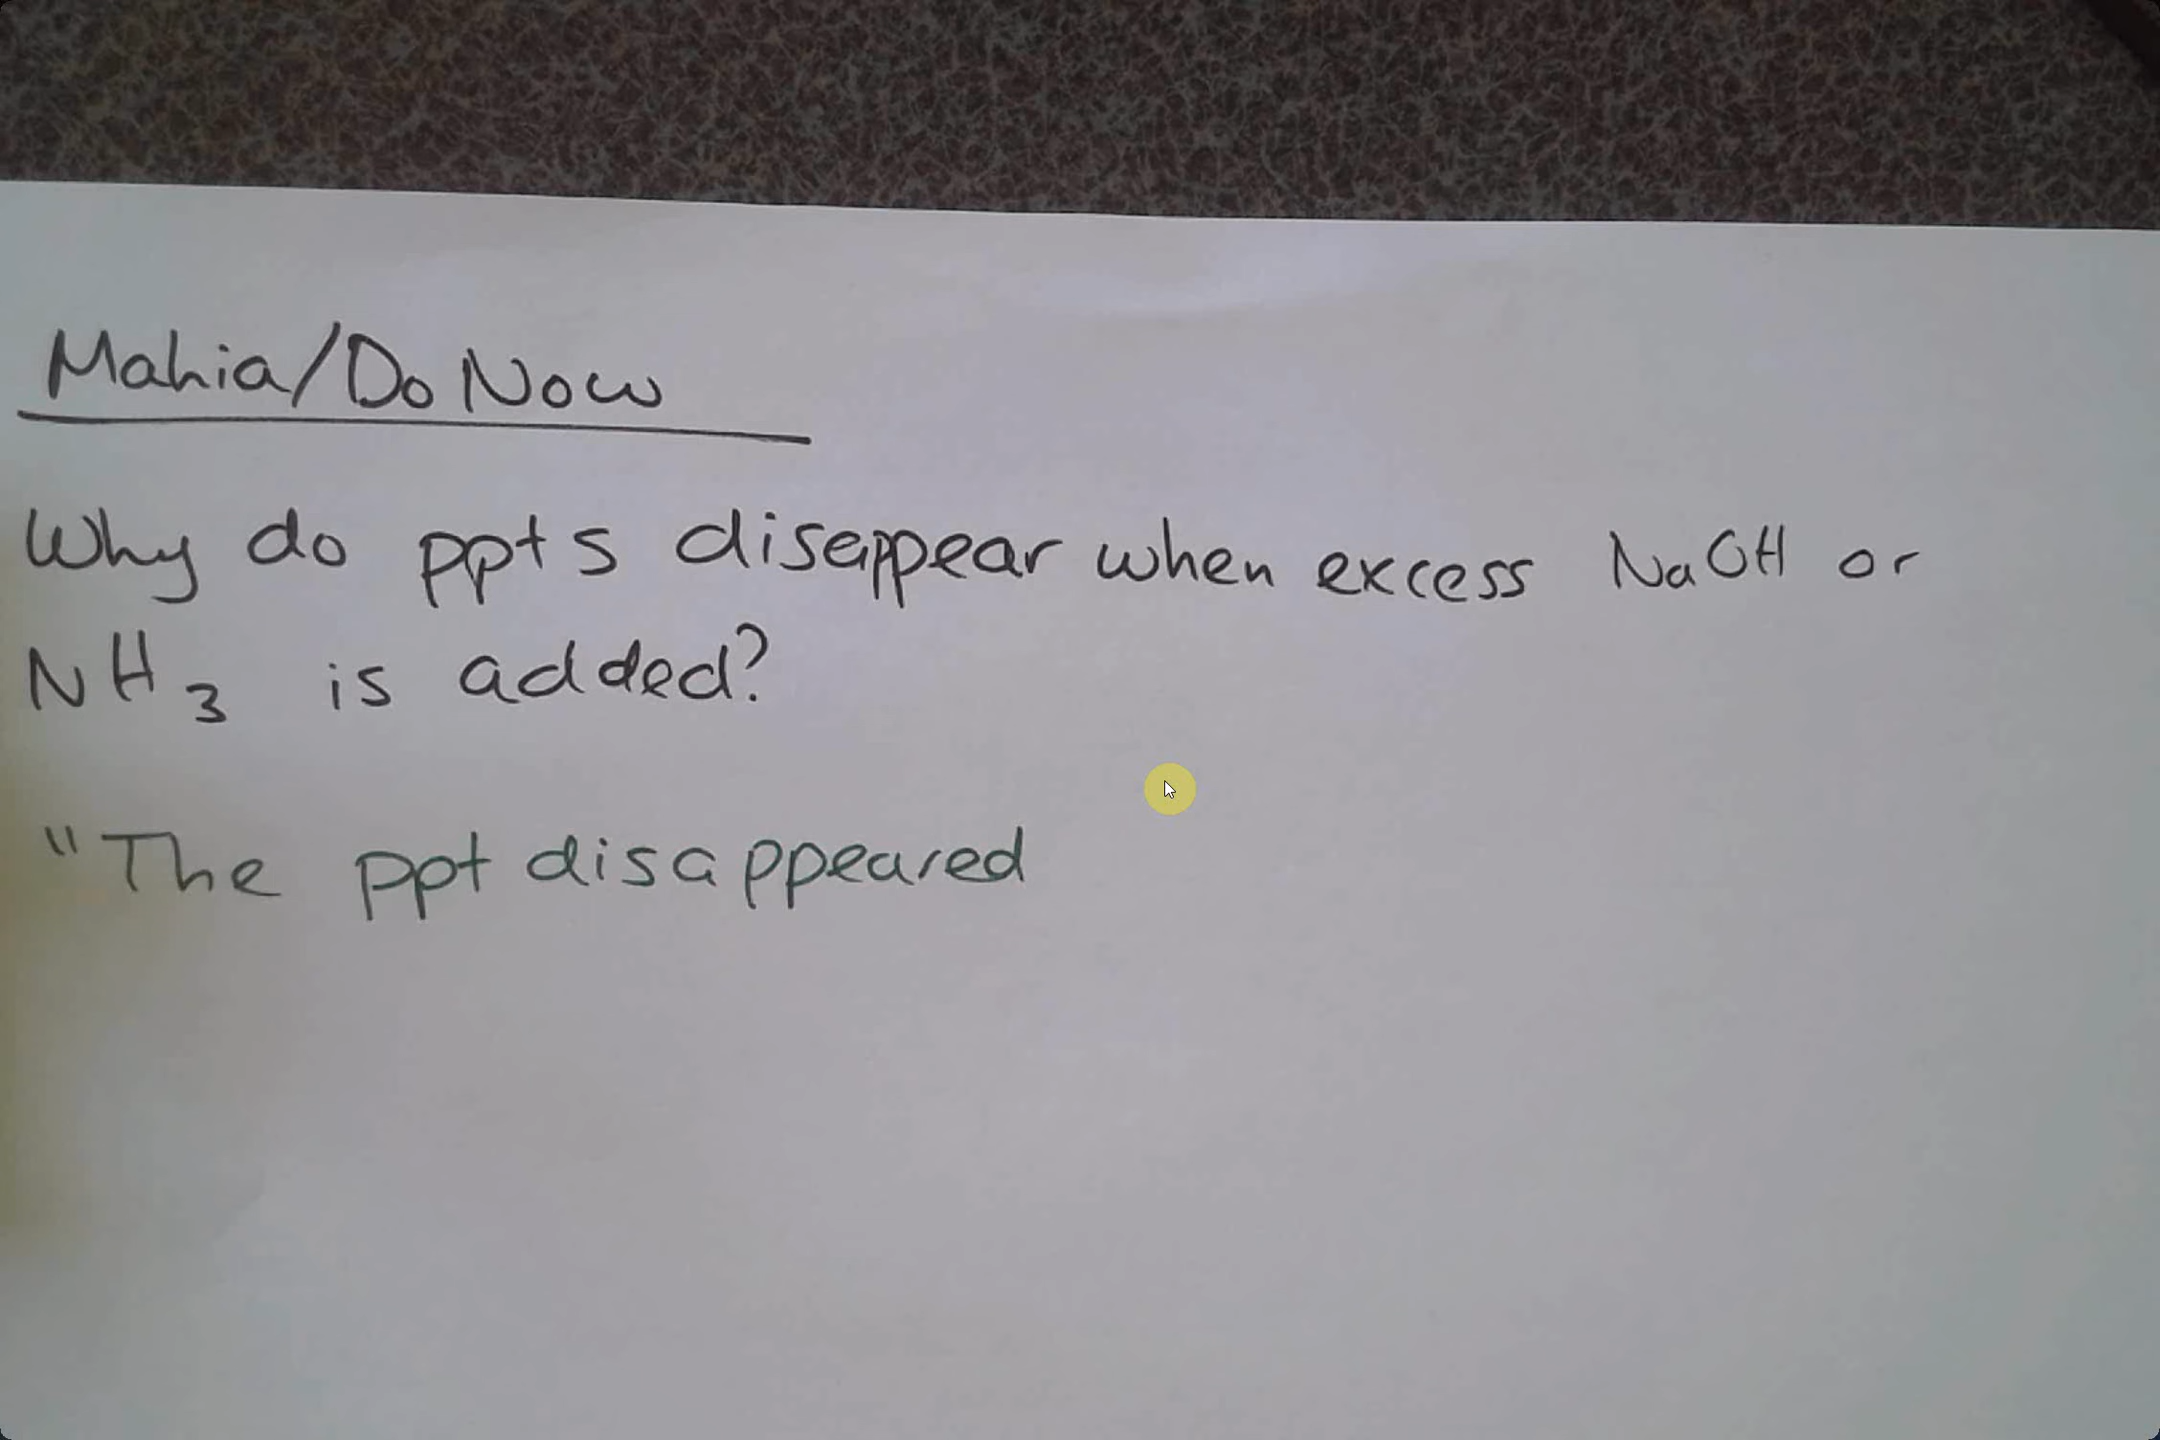 Mahia/Do Now
Why do ppts disappear when excess NaOH or
NH3 is added?
"The ppt disappeared